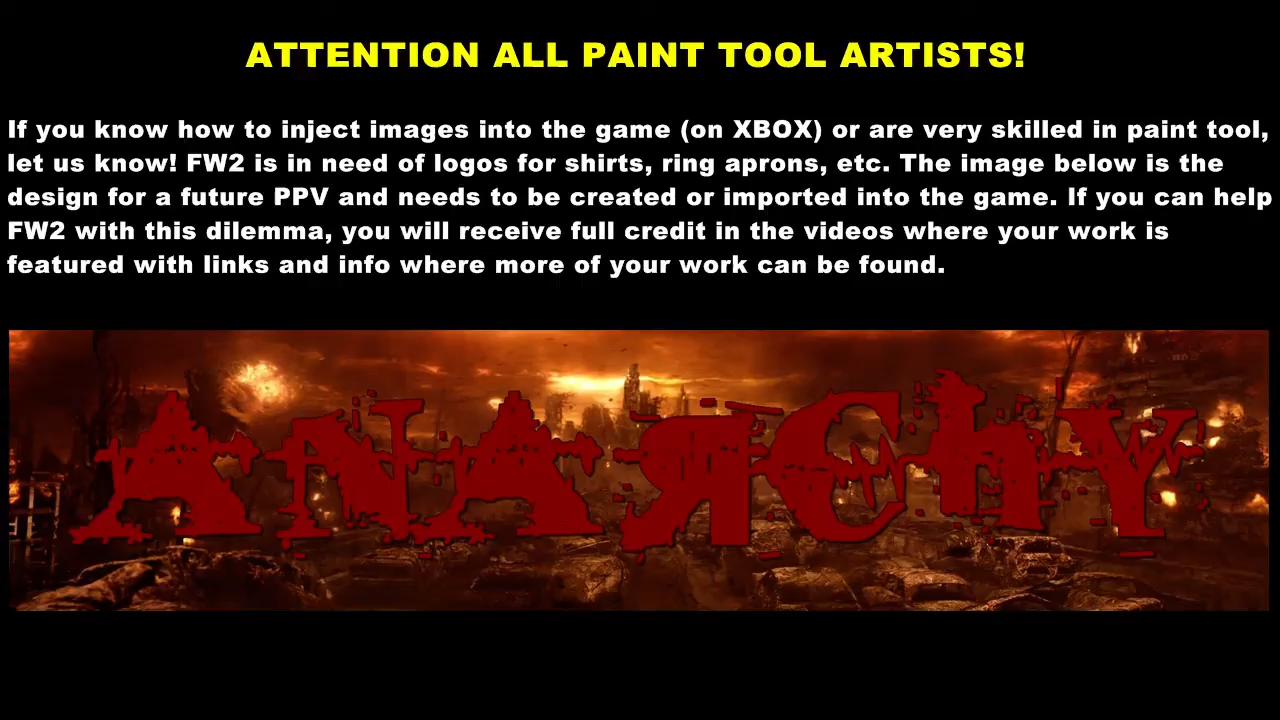 ATTENTION ALL PAINT TOOL ARTISTS!
If you know how to inject images into the game (on XBOX) or are very skilled in paint tool,
let us know! FW2 is in need of logos for shirts, ring aprons, etc. The image below is the
design for a future PPV and needs to be created or imported into the game. If you can help
FW2 with this dilemma, you will receive full credit in the videos where your work is
featured with links and info where more of your work can be found.
ANARChY